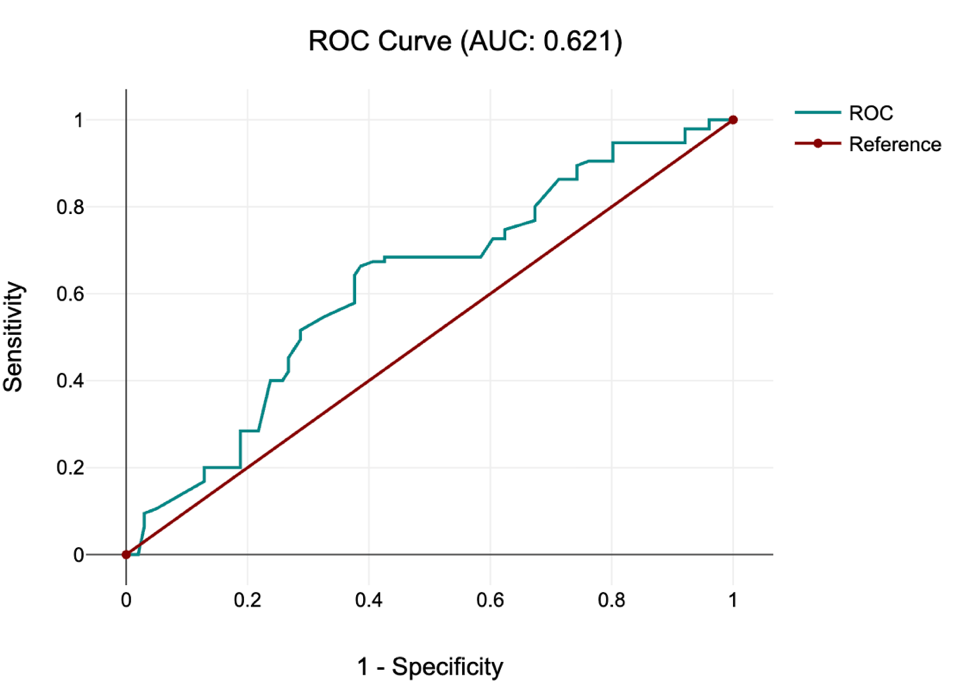 ROC Curve (AUC: 0.621)
ROC
Reference
1
0.8
0.6
0.4
0.2
0
Sensitivity
0 0.2 0.4 0.6 0.8 1
1 - Specificity